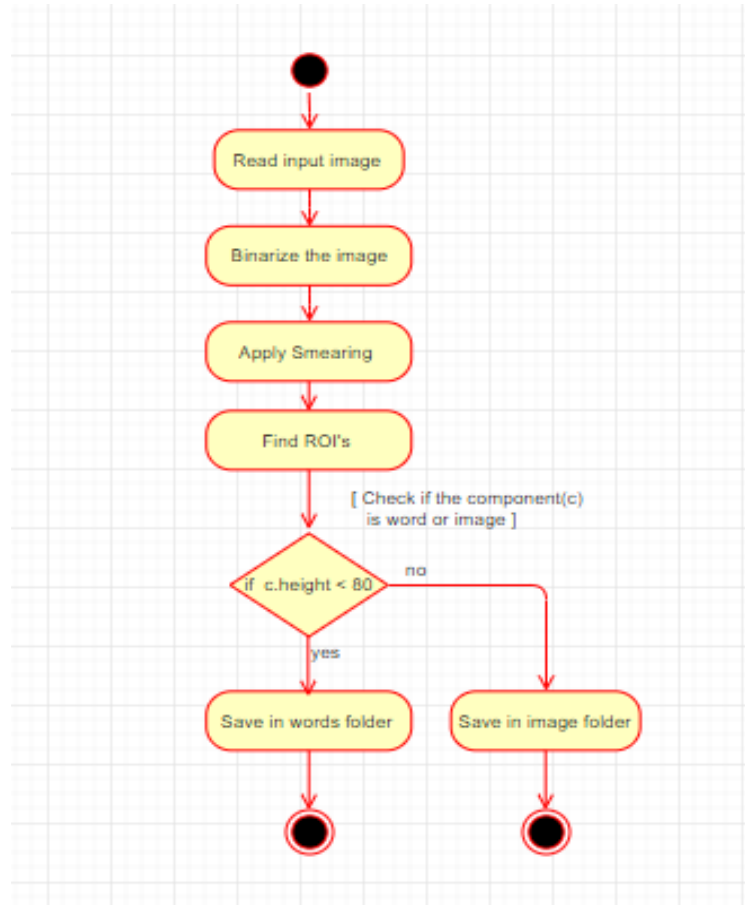 Read input image
Binarize the image
Apply Smearing
Find ROI's
[ Check if the component(c)
is word or image ]
if c.height < 80
no
yes
Save in words folder
Save in image folder